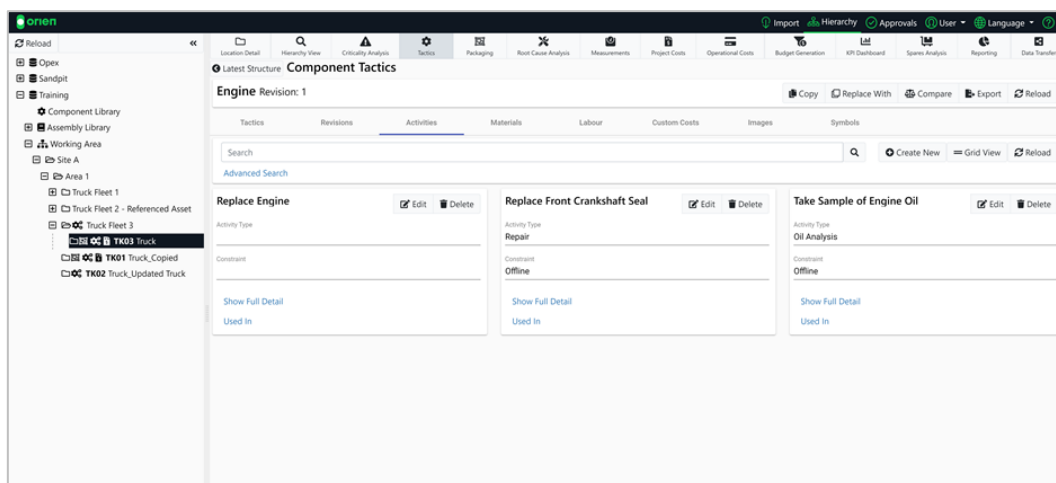 orien
Import Hierarchy Approvals User Language
Reload
Location Detail Hierarchy View Criticality Analysis Tactics Packaging Root Cause Analysis Measurements Project Costs Operational Costs Budget Generation KPI Dashboard Spares Analysis Reporting Data Transfer
Opex
Sandpit
Training
Component Library
Assembly Library
Working Area
Site A
Area 1
Truck Fleet 1
Truck Fleet 2 - Referenced Asset
Truck Fleet 3
TK03 Truck
TK01 Truck_Copied
TK02 Truck_Updated Truck
Latest Structure Component Tactics
Engine Revision: 1
Copy Replace With Compare Export Reload
Tactics Revisions Activities Materials Labour Custom Costs Images Symbols
Search
Create New Grid View Reload
Advanced Search
Replace Engine
Edit Delete
Activity Type
Constraint
Show Full Detail
Used In
Replace Front Crankshaft Seal
Edit Delete
Activity Type
Repair
Constraint
Offline
Show Full Detail
Used In
Take Sample of Engine Oil
Edit Delete
Activity Type
Oil Analysis
Constraint
Offline
Show Full Detail
Used In